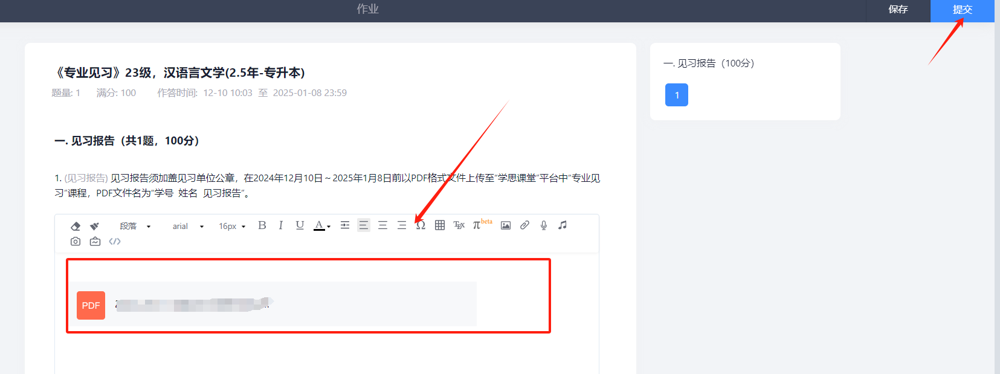 作业
保存
提交
《专业见习》23级，汉语言文学(2.5年-专升本)
题量: 1 满分: 100 作答时间: 12-10 10:03 至 2025-01-08 23:59
一. 见习报告（100分）
1
一. 见习报告（共1题，100分）
1. (见习报告) 见习报告须加盖见习单位公章，在2024年12月10日～2025年1月8日前以PDF格式文件上传至“学思课堂”平台中“专业见
习”课程，PDF文件名为“学号 姓名 见习报告”。
段落 arial 16px B I U A Ω TEX π beta
</>
PDF